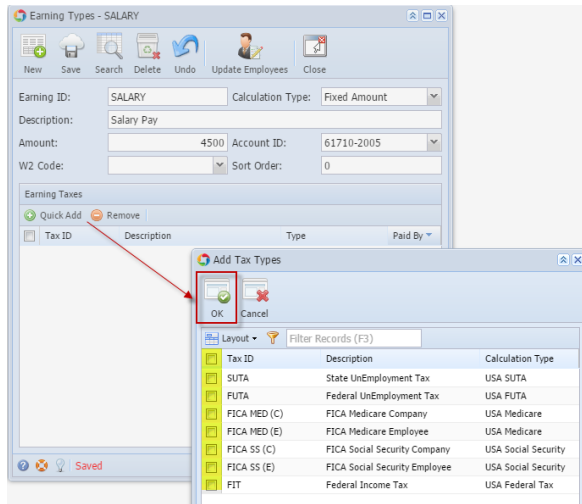 Earning Types - SALARY
New Save Search Delete Undo Update Employees Close
Earning ID: SALARY Calculation Type: Fixed Amount
Description: Salary Pay
Amount: 4500 Account ID: 61710-2005
W2 Code: Sort Order: 0
Earning Taxes
Quick Add Remove
Tax ID Description Type Paid By
Add Tax Types
OK Cancel
Layout Filter Records (F3)
Tax ID Description Calculation Type
SUTA State UnEmployment Tax USA SUTA
FUTA Federal UnEmployment Tax USA FUTA
FICA MED (C) FICA Medicare Company USA Medicare
FICA MED (E) FICA Medicare Employee USA Medicare
FICA SS (C) FICA Social Security Company USA Social Security
FICA SS (E) FICA Social Security Employee USA Social Security
FIT Federal Income Tax USA Federal Tax
Saved